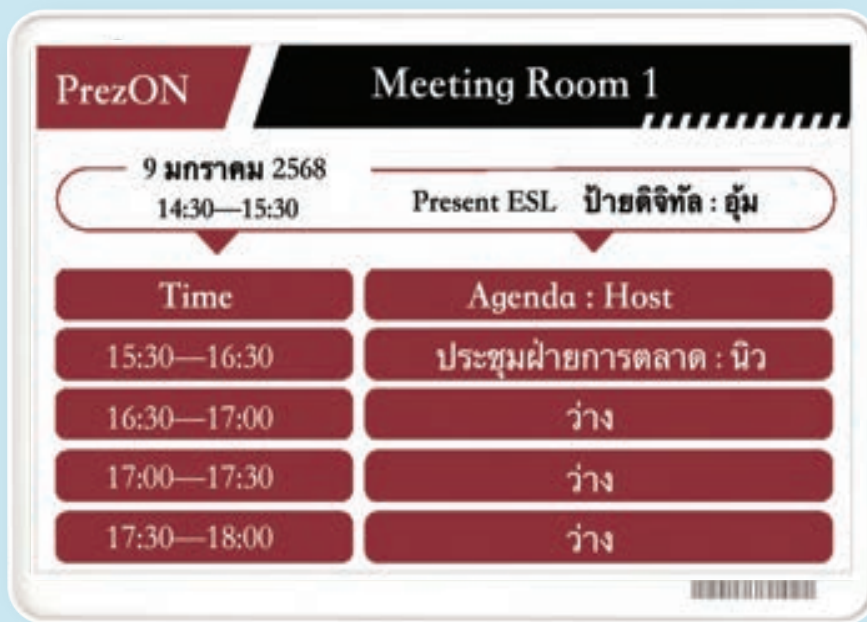 PrezON
Meeting Room 1
9 มกราคม 2568
14:30—15:30
Present ESL ป้ายดิจิทัล : อุ้ม
Time Agenda : Host
15:30—16:30 ประชุมฝ่ายการตลาด : นิว
16:30—17:00 ว่าง
17:00—17:30 ว่าง
17:30—18:00 ว่าง